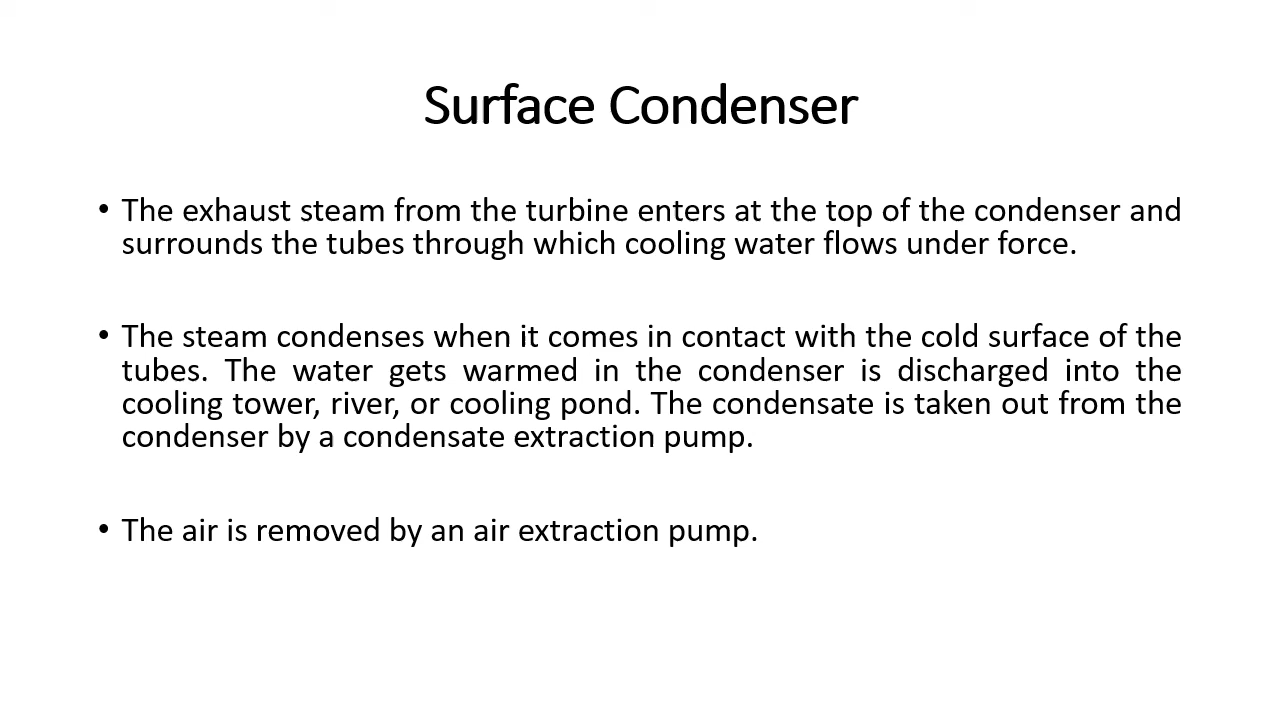 Surface Condenser
• The exhaust steam from the turbine enters at the top of the condenser and
surrounds the tubes through which cooling water flows under force.
• The steam condenses when it comes in contact with the cold surface of the
tubes. The water gets warmed in the condenser is discharged into the
cooling tower, river, or cooling pond. The condensate is taken out from the
condenser by a condensate extraction pump.
• The air is removed by an air extraction pump.